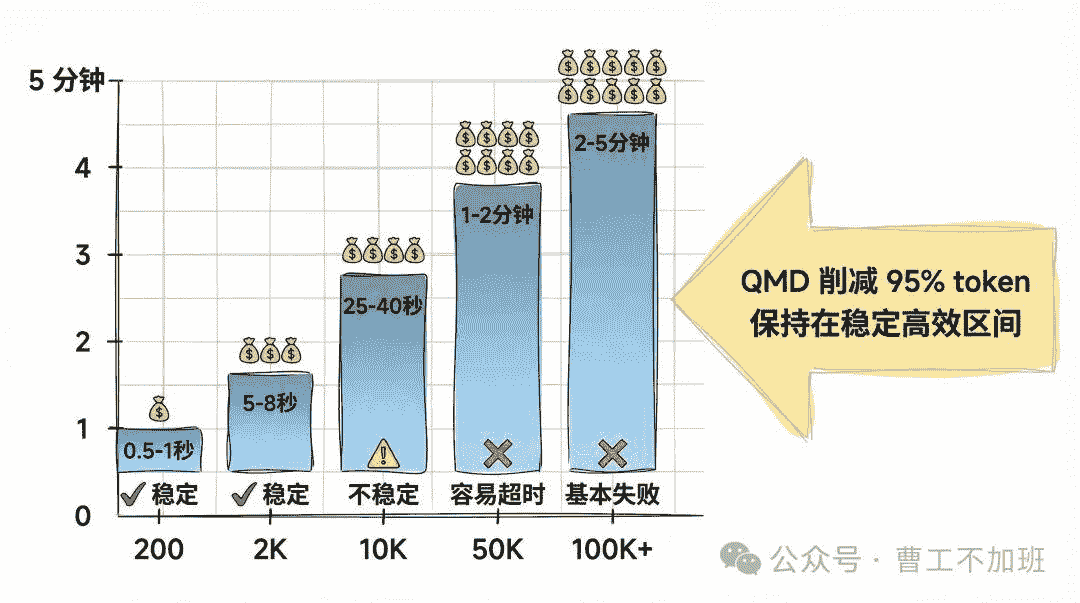 5 分钟
4
3
2
1
0
0.5-1秒
5-8秒
25-40秒
1-2分钟
2-5分钟
稳定
稳定
不稳定
容易超时
基本失败
200
2K
10K
50K
100K+
QMD 削减 95% token
保持在稳定高效区间
公众号 · 曹工不加班